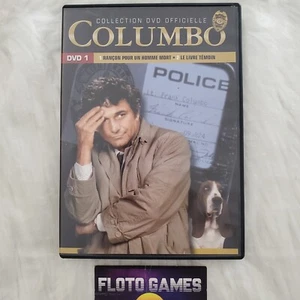 COLLECTION DVD OFFICIELLE
COLUMBO
DVD 1
RANÇON POUR UN HOMME MORT • LE LIVRE TÉMOIN
POLICE
FLOTO GAMES